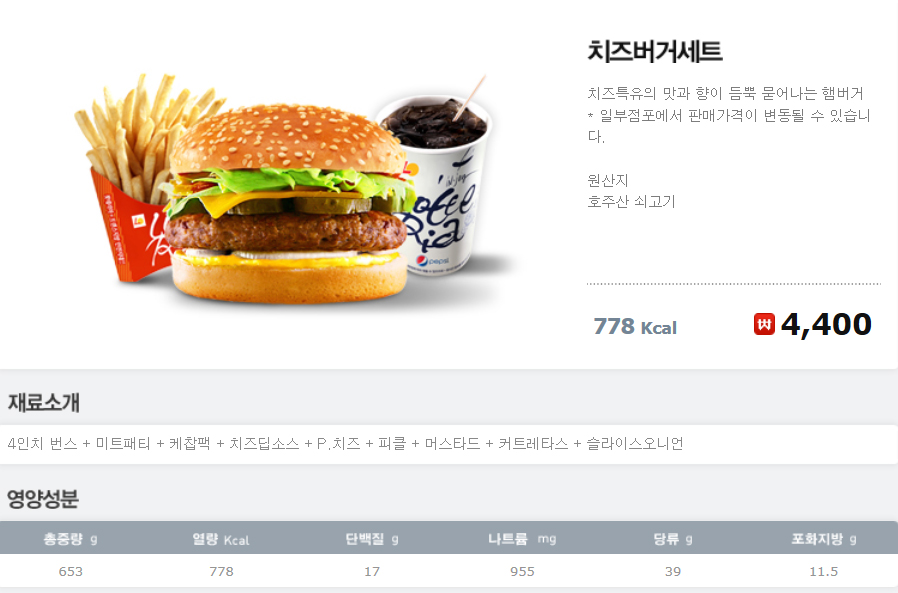 치즈버거세트
치즈특유의 맛과 향이 듬뿍 묻어나는 햄버거
* 일부점포에서 판매가격이 변동될 수 있습니
다.
원산지
호주산 쇠고기
778 Kcal
₩ 4,400
pepsi
재료소개
4인치 번스 + 미트패티 + 케찹팩 + 치즈딥소스 + P.치즈 + 피클 + 머스타드 + 커트레타스 + 슬라이스오니언
영양성분
총중량 g 열량 Kcal 단백질 g 나트륨 mg 당류 g 포화지방 g
653 778 17 955 39 11.5